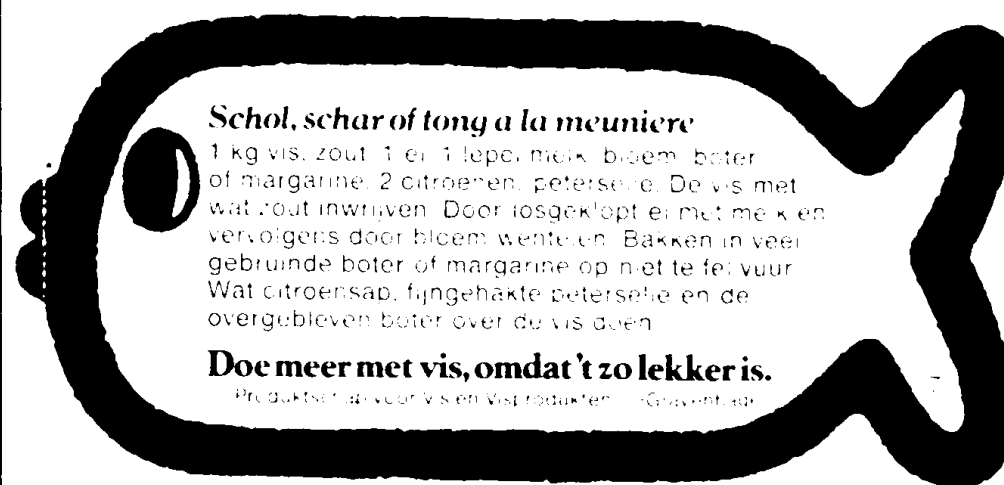 Schol, schar of tong a la meuniere
1 kg vis, zout, 1 ei, 1 lepel melk, bloem, boter
of margarine, 2 citroenen, peterselie. De vis met
wat zout inwrijven. Door losgeklopt ei met melk en
vervolgens door bloem wentelen. Bakken in veel
gebruinde boter of margarine op niet te fel vuur.
Wat citroensap, fijngehakte peterselie en de
overgebleven boter over de vis doen.
Doe meer met vis, omdat 't zo lekker is.
Produktschap voor Vis en Visprodukten 's-Gravenhage